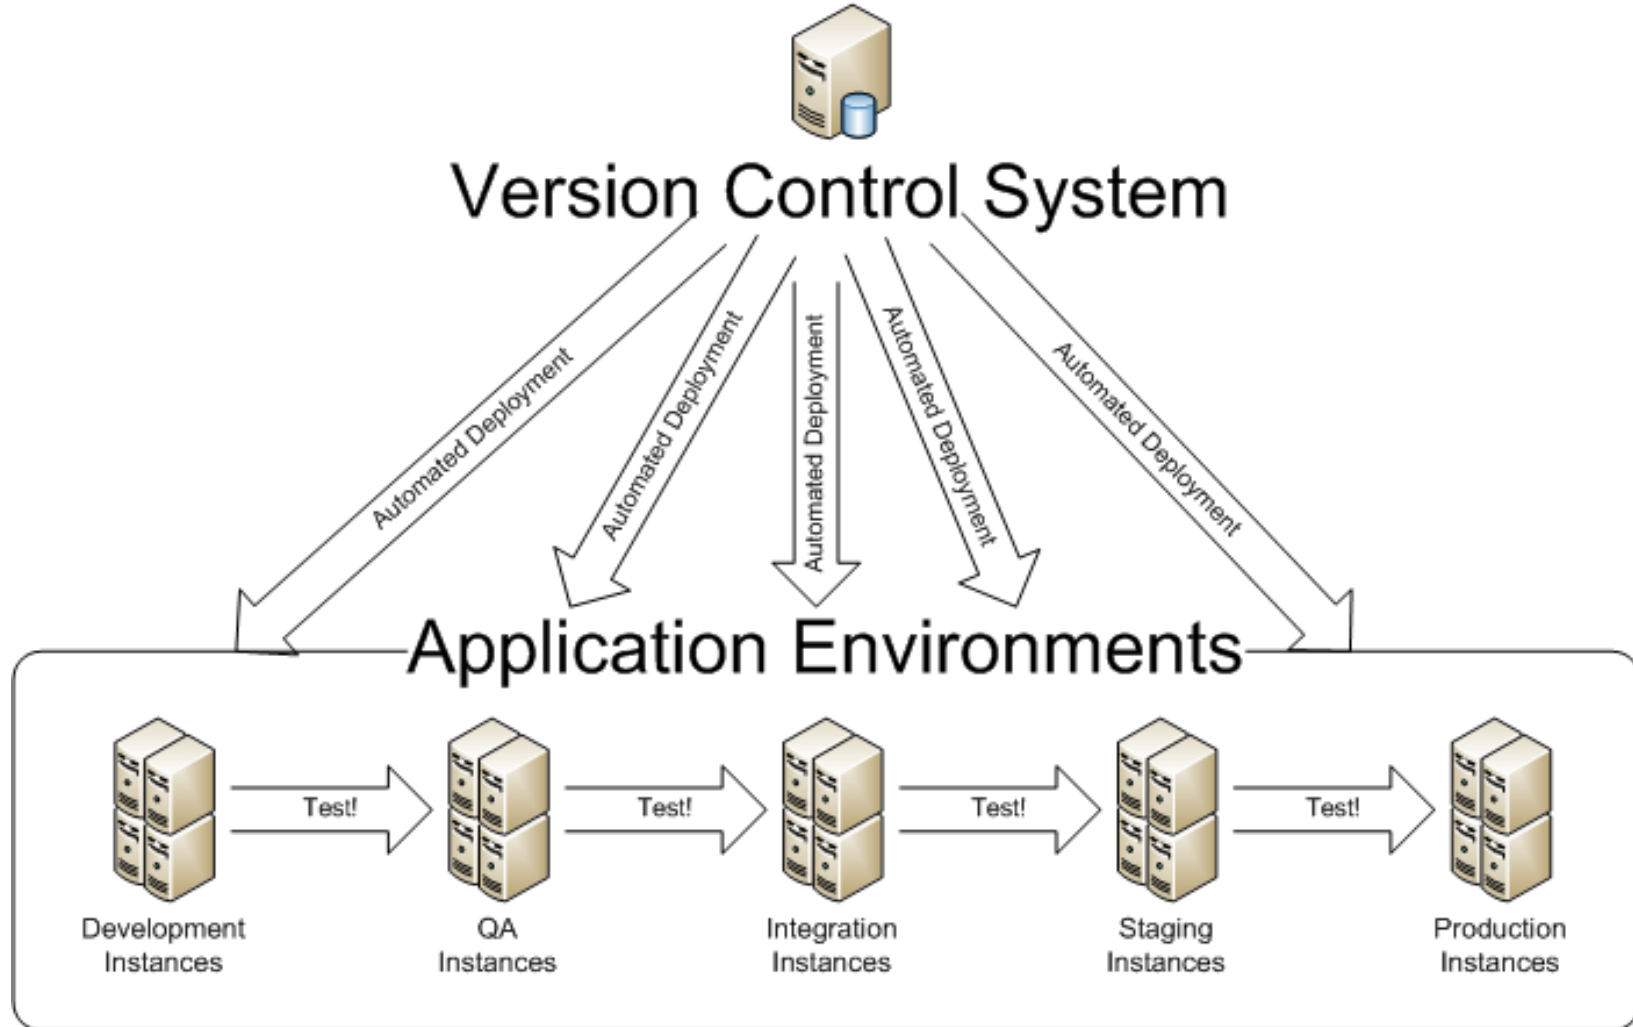 Version Control System
Automated Deployment
Automated Deployment
Automated Deployment
Automated Deployment
Automated Deployment
Application Environments
Test!
Test!
Test!
Test!
Development
Instances
QA
Instances
Integration
Instances
Staging
Instances
Production
Instances